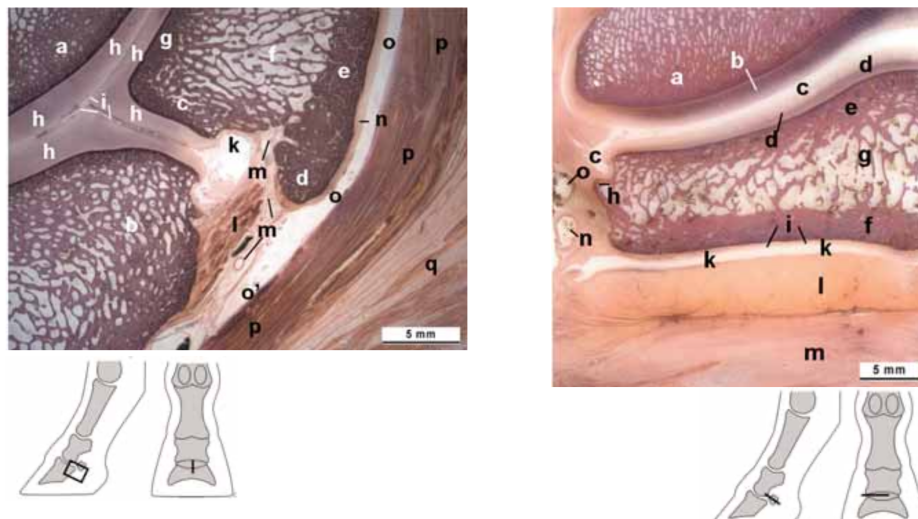 a h h g f e o p
i c
h h k n
h m p
d o
b l m
q
o'
p
5 mm
a b c d
e
d
g
c
o h
n i f
k k
l
m
5 mm